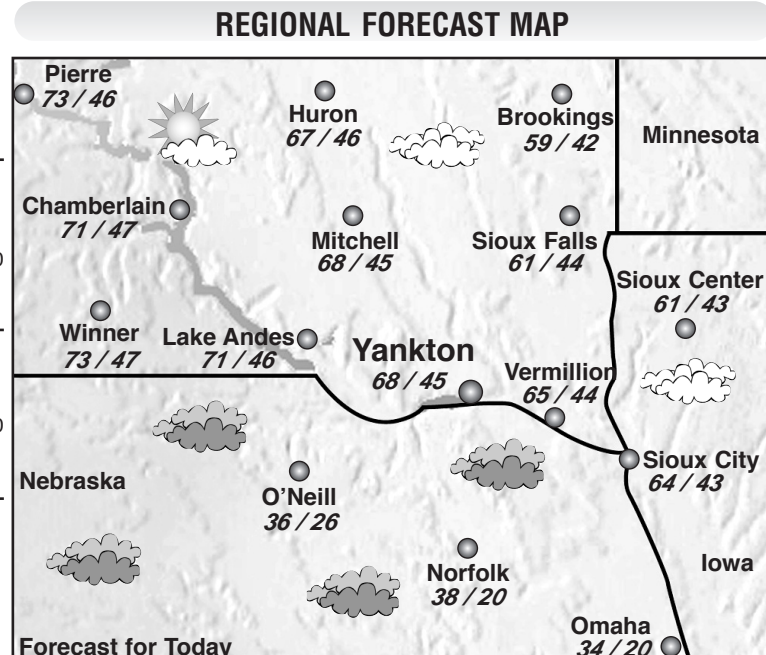 REGIONAL FORECAST MAP
Pierre
73 / 46
Huron
67 / 46
Brookings
59 / 42
Minnesota
Chamberlain
71 / 47
Mitchell
68 / 45
Sioux Falls
61 / 44
Sioux Center
61 / 43
Winner
73 / 47
Lake Andes
71 / 46
Yankton
68 / 45
Vermillion
65 / 44
Nebraska
O'Neill
36 / 26
Sioux City
64 / 43
Norfolk
38 / 20
Iowa
Omaha
34 / 20
Forecast for Today